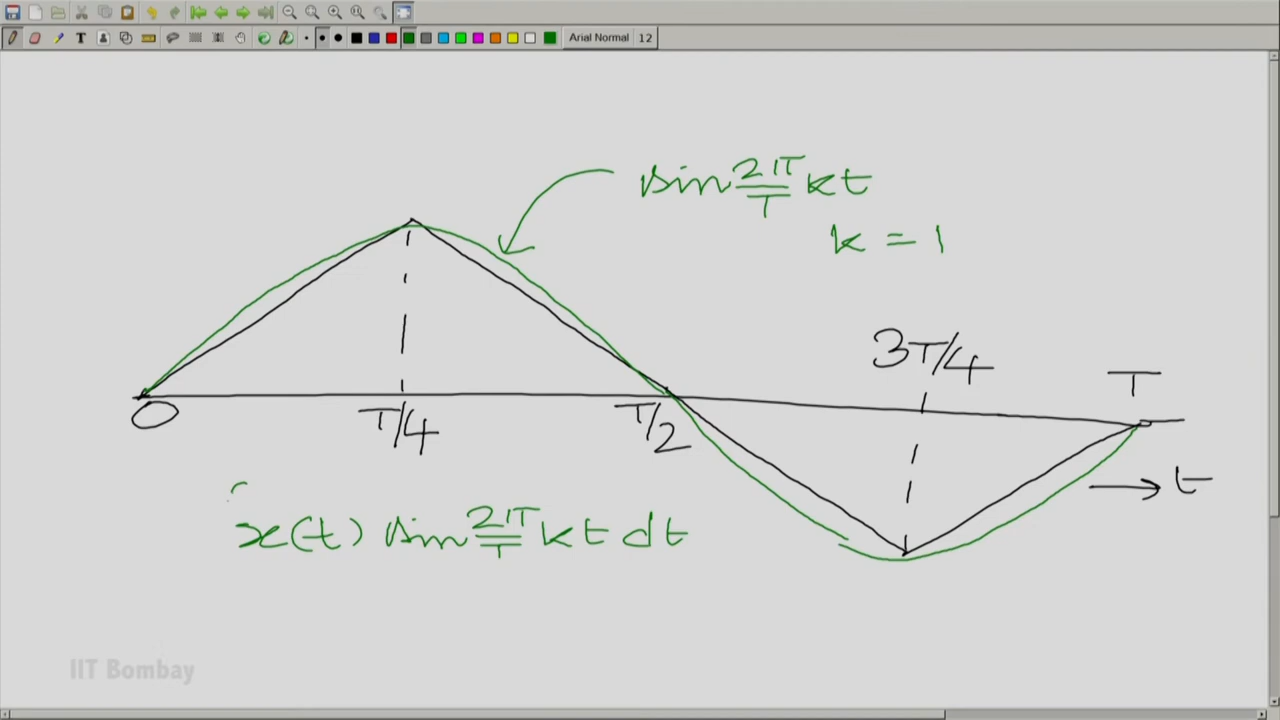 Arial Normal 12
sin 2π/T kt
k = 1
3T/4
T
0
T/4
T/2
t
x(t) sin 2π/T kt dt
IIT Bombay